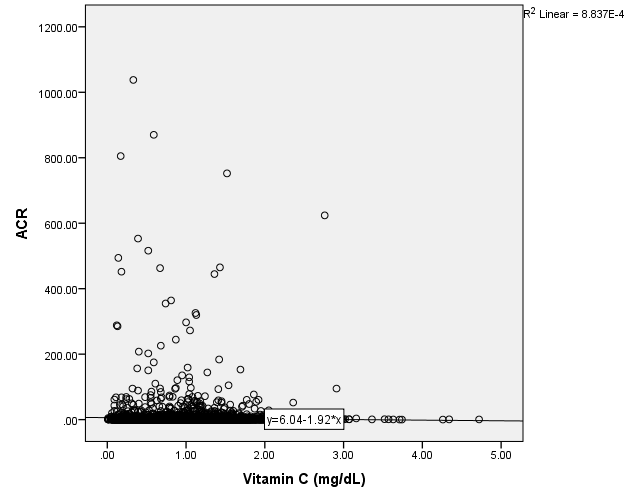 R² Linear = 8.837E-4
1200.00
1000.00
800.00
600.00
400.00
200.00
.00
ACR
y=6.04-1.92*x
.00 1.00 2.00 3.00 4.00 5.00
Vitamin C (mg/dL)